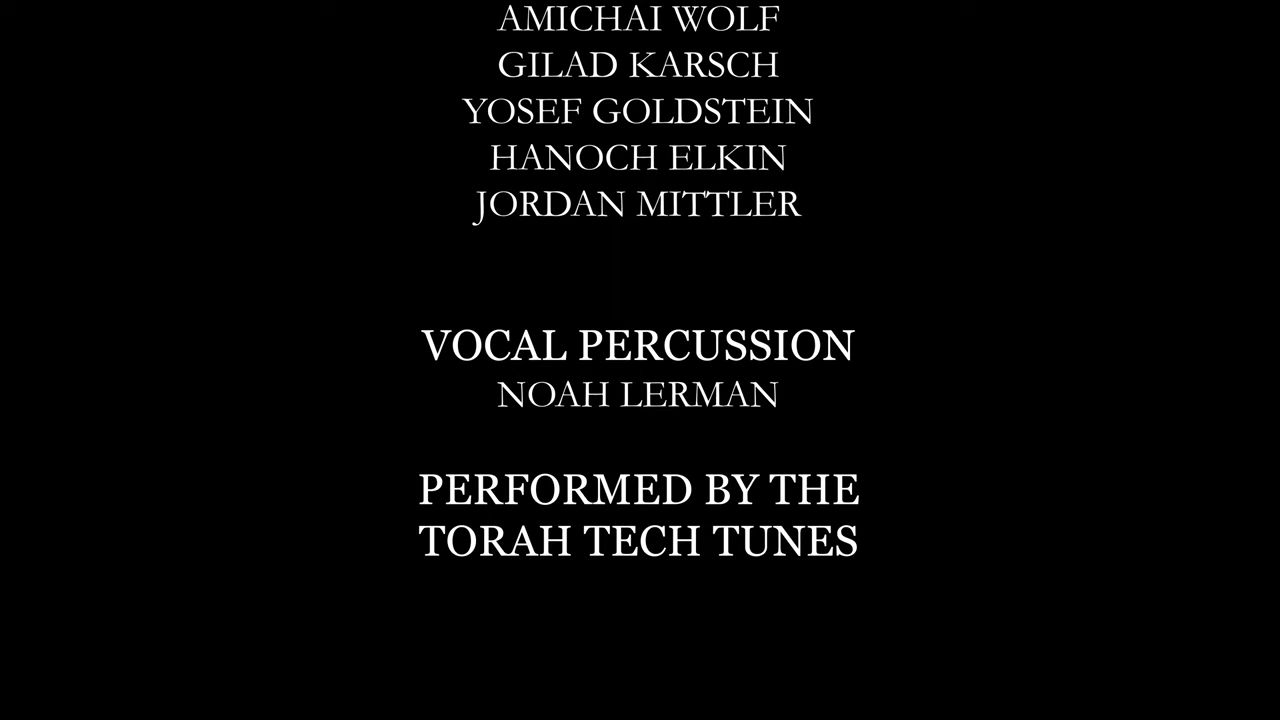 AMICHAI WOLF
GILAD KARSCH
YOSEF GOLDSTEIN
HANOCH ELKIN
JORDAN MITTLER
VOCAL PERCUSSION
NOAH LERMAN
PERFORMED BY THE
TORAH TECH TUNES